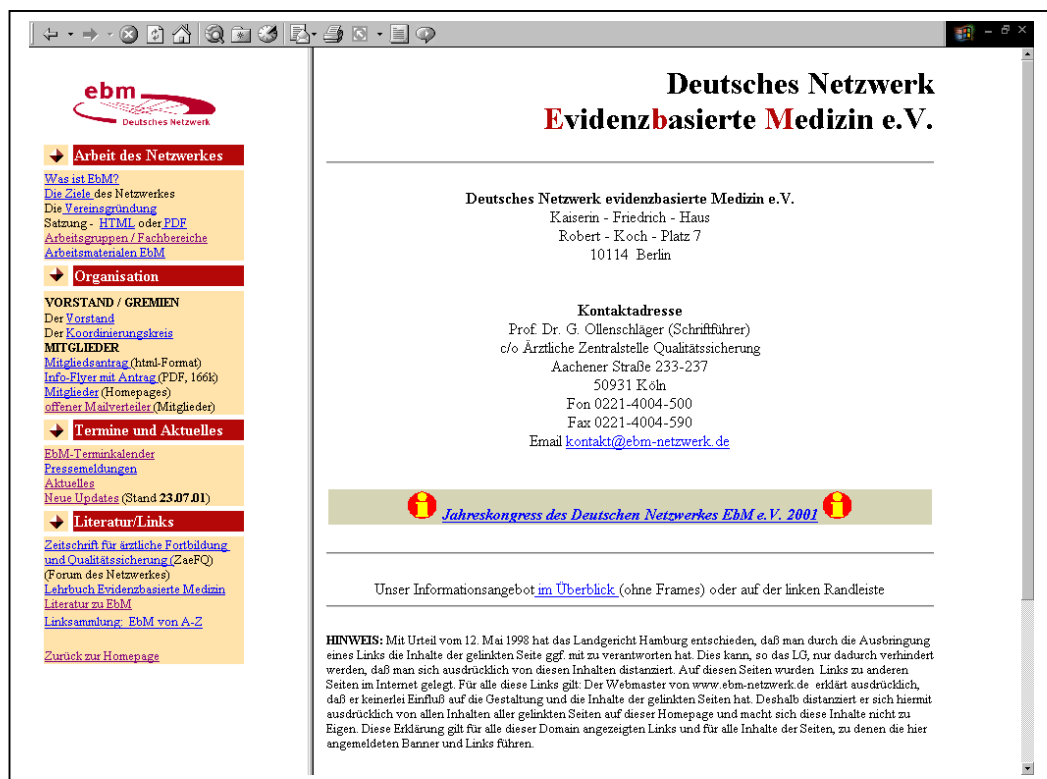 ebm
Deutsches Netzwerk
Arbeit des Netzwerkes
Was ist EbM?
Die Ziele des Netzwerkes
Die Vereinsgründung
Satzung - HTML oder PDF
Arbeitsgruppen / Fachbereiche
Arbeitsmaterialen EbM
Organisation
VORSTAND / GREMIEN
Der Vorstand
Der Koordinierungskreis
MITGLIEDER
Mitgliedsantrag (html-Format)
Info-Flyer mit Antrag (PDF, 166k)
Mitglieder (Homepages)
offener Mailverteiler (Mitglieder)
Termine und Aktuelles
EbM-Terminkalender
Pressemeldungen
Aktuelles
Neue Updates (Stand 23.07.01)
Literatur/Links
Zeitschrift für ärztliche Fortbildung
und Qualitätssicherung (ZaeFQ)
(Forum des Netzwerkes)
Lehrbuch Evidenzbasierte Medizin
Literatur zu EbM
Linksammlung: EbM von A-Z
Zurück zur Homepage
Deutsches Netzwerk
Evidenzbasierte Medizin e.V.
Deutsches Netzwerk evidenzbasierte Medizin e.V.
Kaiserin - Friedrich - Haus
Robert - Koch - Platz 7
10114 Berlin
Kontaktadresse
Prof. Dr. G. Ollenschläger (Schriftführer)
c/o Ärztliche Zentralstelle Qualitätssicherung
Aachener Straße 233-237
50931 Köln
Fon 0221-4004-500
Fax 0221-4004-590
Email kontakt@ebm-netzwerk.de
Jahreskongress des Deutschen Netzwerkes EbM e.V. 2001
Unser Informationsangebot im Überblick (ohne Frames) oder auf der linken Randleiste
HINWEIS: Mit Urteil vom 12. Mai 1998 hat das Landgericht Hamburg entschieden, daß man durch die Ausbringung
eines Links die Inhalte der gelinkten Seite ggf. mit zu verantworten hat. Dies kann, so das LG, nur dadurch verhindert
werden, daß man sich ausdrücklich von diesen Inhalten distanziert. Auf diesen Seiten wurden Links zu anderen
Seiten im Internet gelegt. Für alle diese Links gilt: Der Webmaster von www.ebm-netzwerk.de erklärt ausdrücklich,
daß er keinerlei Einfluß auf die Gestaltung und die Inhalte der gelinkten Seiten hat. Deshalb distanziert er sich hiermit
ausdrücklich von allen Inhalten aller gelinkten Seiten auf dieser Homepage und macht sich diese Inhalte nicht zu
Eigen. Diese Erklärung gilt für alle dieser Domain angezeigten Links und für alle Inhalte der Seiten, zu denen die hier
angemeldeten Banner und Links führen.